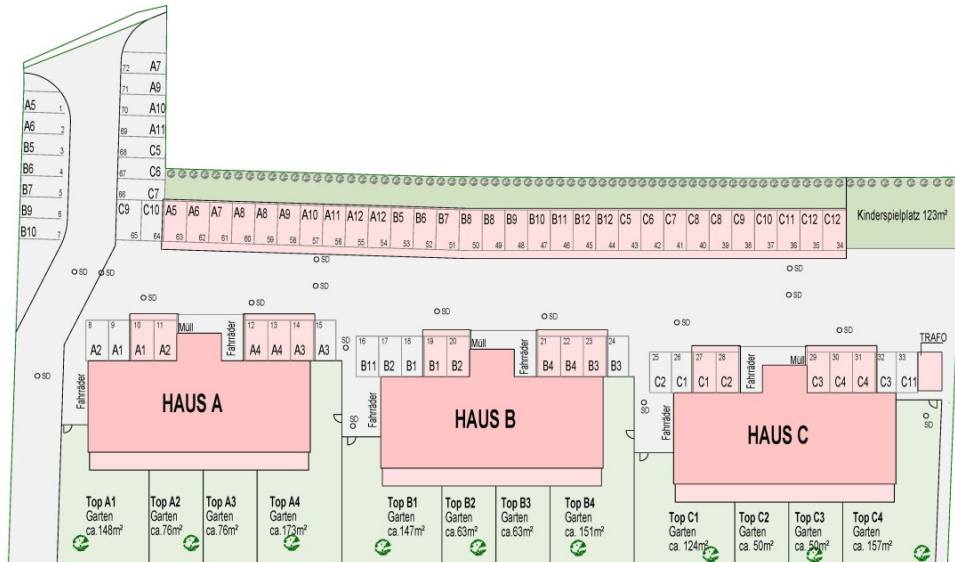 72 A7
71 A9
70 A10
69 A11
68 C5
67 C6
66 C7
A5 1
A6 2
B5 3
B6 4
B7 5
B9 6
B10 7
C9 C10 A5 A6 A7 A8 A8 A9 A10 A11 A12 A12 B5 B6 B7 B8 B8 B9 B10 B11 B12 B12 C5 C6 C7 C8 C8 C9 C10 C11 C12 C12
65 64 63 62 61 60 59 58 57 56 55 54 53 52 51 50 49 48 47 46 45 44 43 42 41 40 39 38 37 36 35 34
Kinderspielplatz 123m²
SD SD SD SD SD SD SD SD SD SD SD SD SD SD SD SD
8 9 10 11 Müll Fahrräder 12 13 14 15
A2 A1 A1 A2 A4 A4 A3 A3
16 17 18 19 20 Müll Fahrräder 21 22 23 24
B11 B2 B1 B1 B2 B4 B4 B3 B3
25 26 27 28 Fahrräder Müll 29 30 31 32 33
C2 C1 C1 C2 C3 C4 C4 C3 C11
TRAFO
Fahrräder
HAUS A
Fahrräder
HAUS B
Fahrräder
HAUS C
Top A1
Garten
ca.148m²
Top A2
Garten
ca.76m²
Top A3
Garten
ca.76m²
Top A4
Garten
ca.173m²
Top B1
Garten
ca.147m²
Top B2
Garten
ca.63m²
Top B3
Garten
ca.63m²
Top B4
Garten
ca. 151m²
Top C1
Garten
ca. 124m²
Top C2
Garten
ca. 50m²
Top C3
Garten
ca. 50m²
Top C4
Garten
ca. 157m²